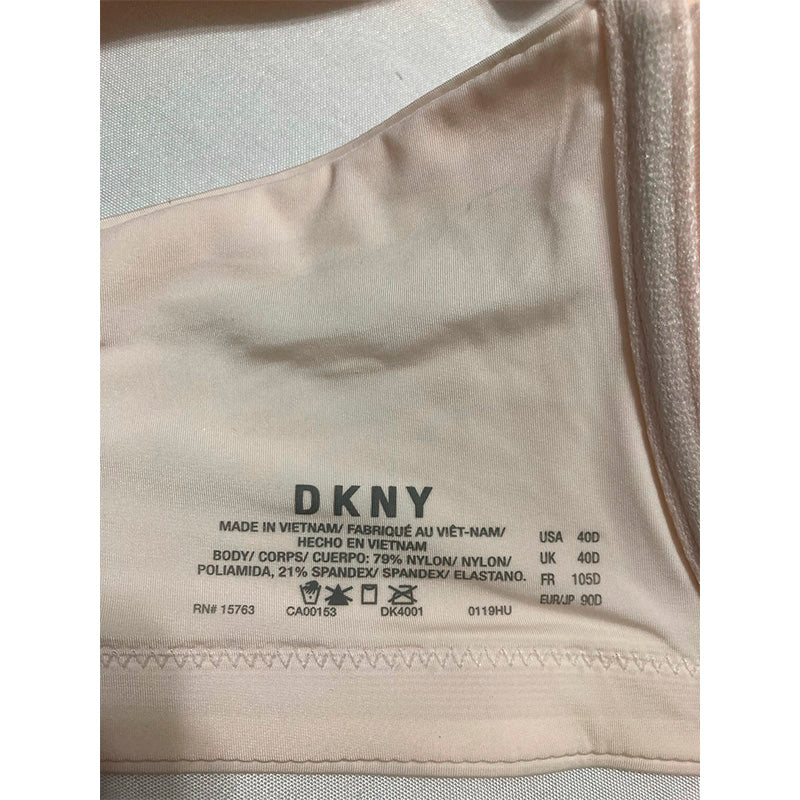 DKNY
MADE IN VIETNAM/ FABRIQUÉ AU VIÊT-NAM/
HECHO EN VIETNAM
BODY/ CORPS/ CUERPO: 79% NYLON/ NYLON/
POLIAMIDA, 21% SPANDEX/ SPANDEX/ ELASTANO.
RN# 15763 CA00153 DK4001 0119HU
USA 40D
UK 40D
FR 105D
EUR/JP 90D